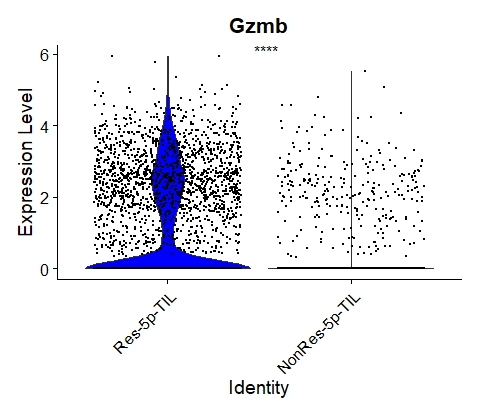 Gzmb
****
Expression Level
6
4
2
0
Res-5p-TIL
NonRes-5p-TIL
Identity